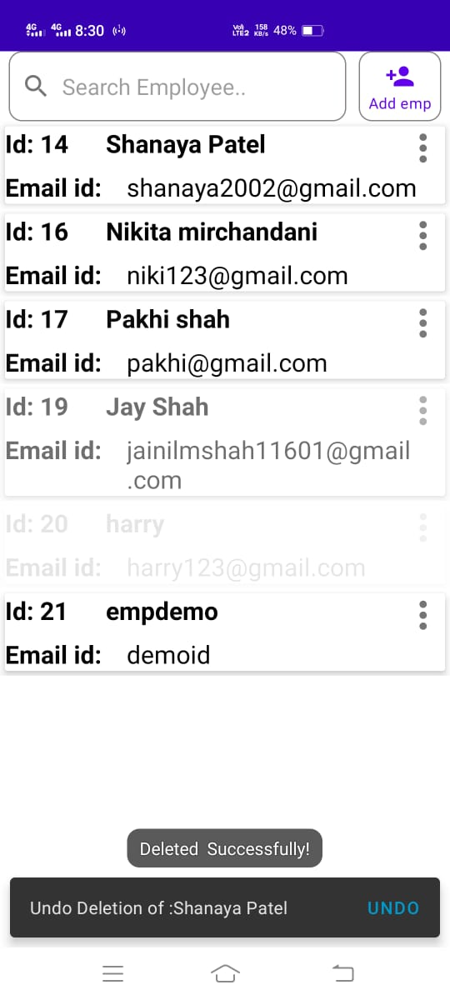 4G 4G 8:30 Vo) LTE2 158 KB/s 48%
Search Employee..
Add emp
Id: 14 Shanaya Patel
Email id: shanaya2002@gmail.com
Id: 16 Nikita mirchandani
Email id: niki123@gmail.com
Id: 17 Pakhi shah
Email id: pakhi@gmail.com
Id: 19 Jay Shah
Email id: jainilmshah11601@gmail
.com
Id: 20 harry
Email id: harry123@gmail.com
Id: 21 empdemo
Email id: demoid
Deleted Successfully!
Undo Deletion of :Shanaya Patel UNDO